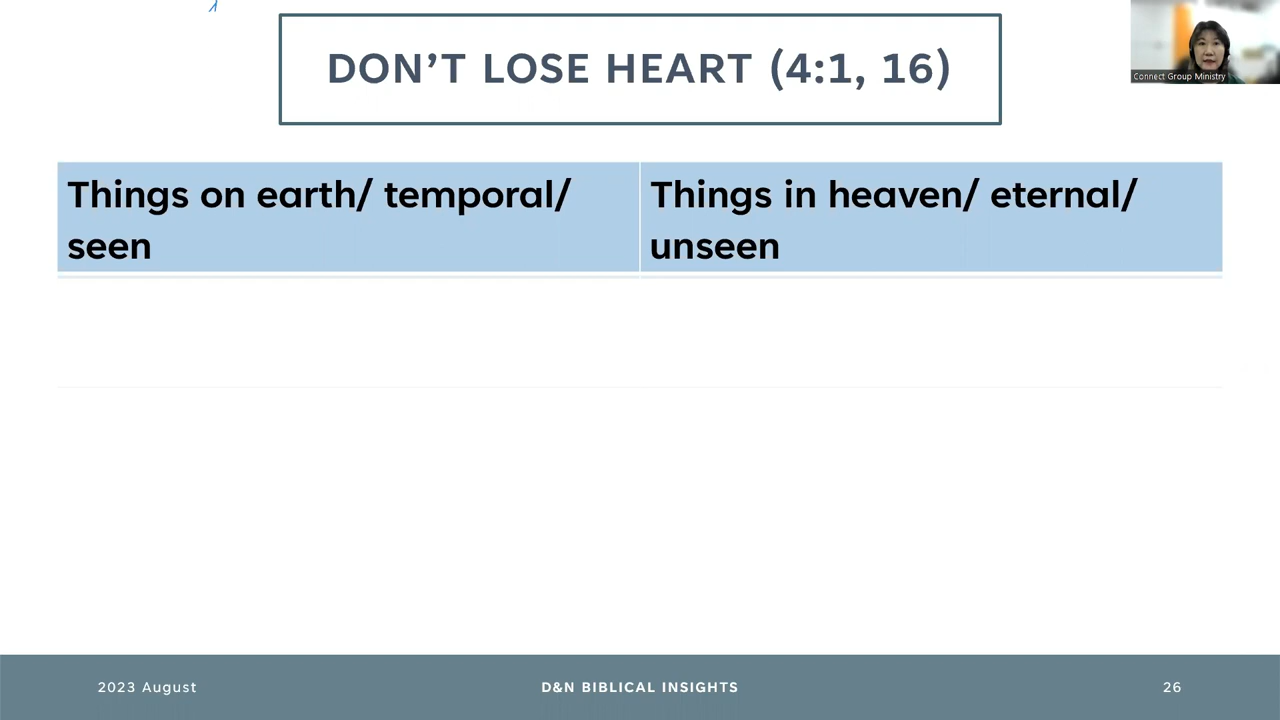 DON’T LOSE HEART (4:1, 16)
Connect Group Ministry
Things on earth/ temporal/
seen
Things in heaven/ eternal/
unseen
2023 August
D&N BIBLICAL INSIGHTS
26